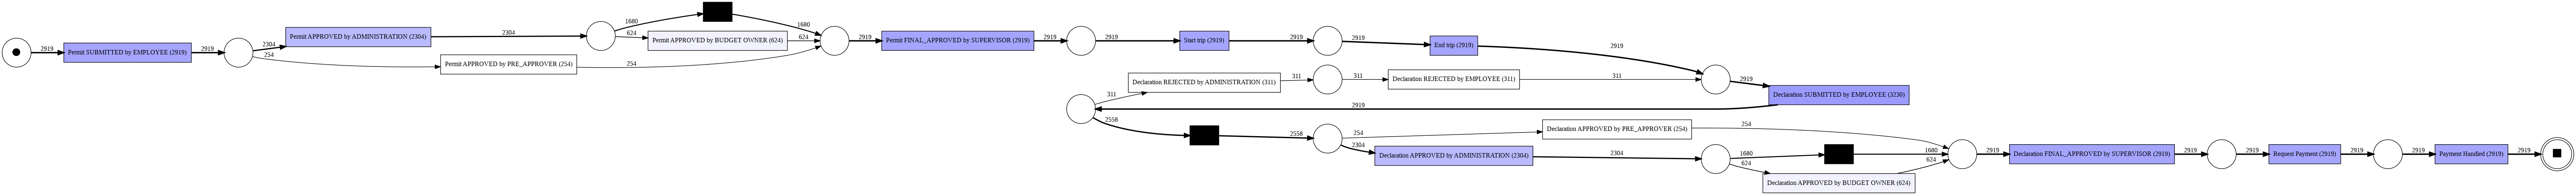 2919
Permit SUBMITTED by EMPLOYEE (2919)
2919
2304
254
Permit APPROVED by ADMINISTRATION (2304)
2304
Permit APPROVED by PRE_APPROVER (254)
254
1680
624
Permit APPROVED by BUDGET OWNER (624)
1680
624
2919
Permit FINAL_APPROVED by SUPERVISOR (2919)
2919
2919
Start trip (2919)
2919
2919
End trip (2919)
2919
2919
Declaration SUBMITTED by EMPLOYEE (3230)
2919
311
Declaration REJECTED by ADMINISTRATION (311)
311
311
Declaration REJECTED by EMPLOYEE (311)
311
2558
2558
254
2304
Declaration APPROVED by PRE_APPROVER (254)
254
Declaration APPROVED by ADMINISTRATION (2304)
2304
1680
624
Declaration APPROVED by BUDGET OWNER (624)
1680
624
2919
Declaration FINAL_APPROVED by SUPERVISOR (2919)
2919
2919
Request Payment (2919)
2919
2919
Payment Handled (2919)
2919